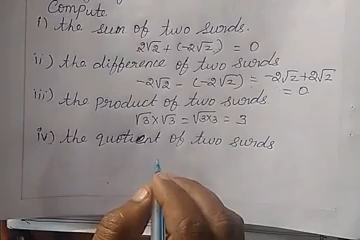 Compute.
i) the sum of two surds.
2√2 + (-2√2) = 0
ii) the difference of two surds
-2√2 - (-2√2) = -2√2 + 2√2
= 0
iii) the product of two surds
√3 × √3 = √3×3 = 3
iv) the quotient of two surds